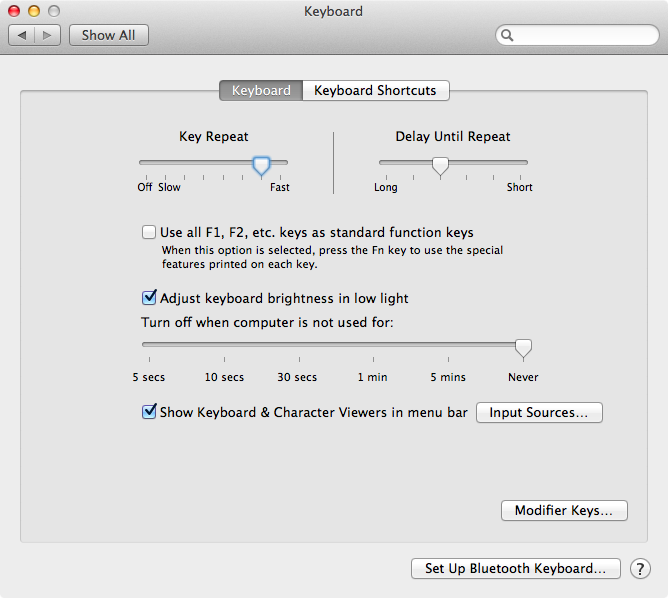 Keyboard
Show All
Keyboard Keyboard Shortcuts
Key Repeat Delay Until Repeat
Off Slow Fast Long Short
Use all F1, F2, etc. keys as standard function keys
When this option is selected, press the Fn key to use the special
features printed on each key.
Adjust keyboard brightness in low light
Turn off when computer is not used for:
5 secs 10 secs 30 secs 1 min 5 mins Never
Show Keyboard & Character Viewers in menu bar Input Sources...
Modifier Keys...
Set Up Bluetooth Keyboard... ?